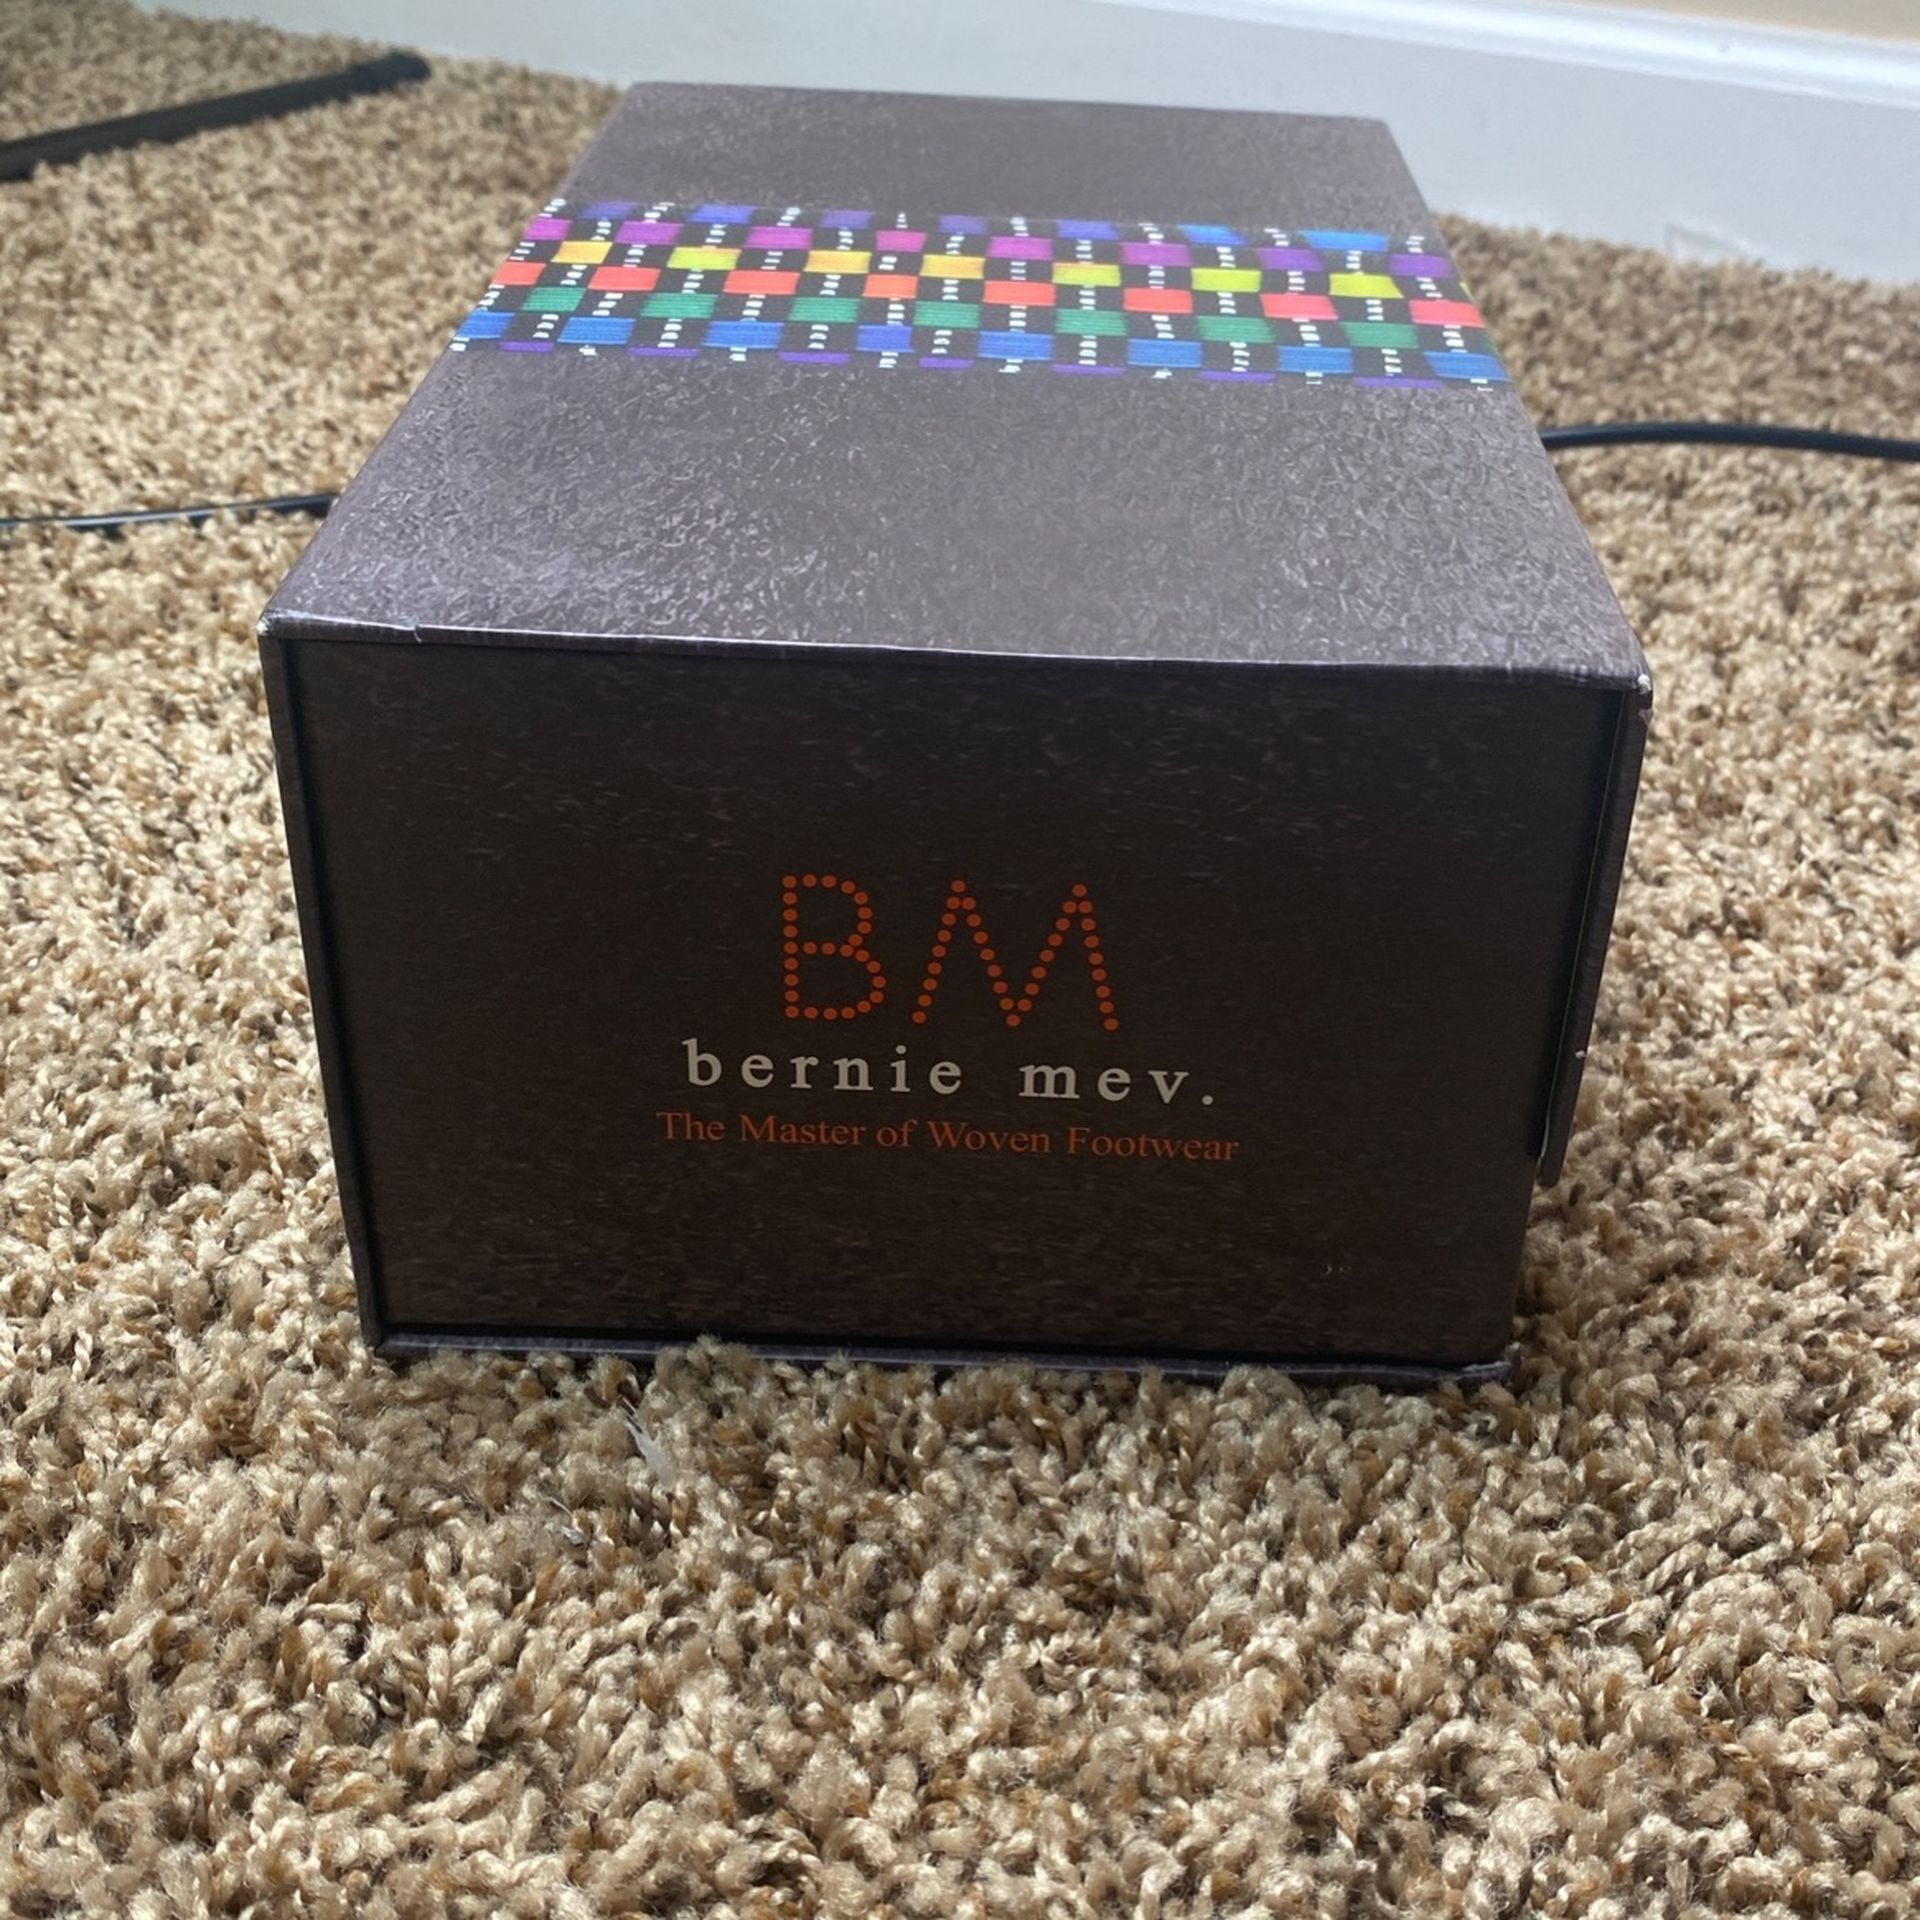 BM
bernie mev.
The Master of Woven Footwear